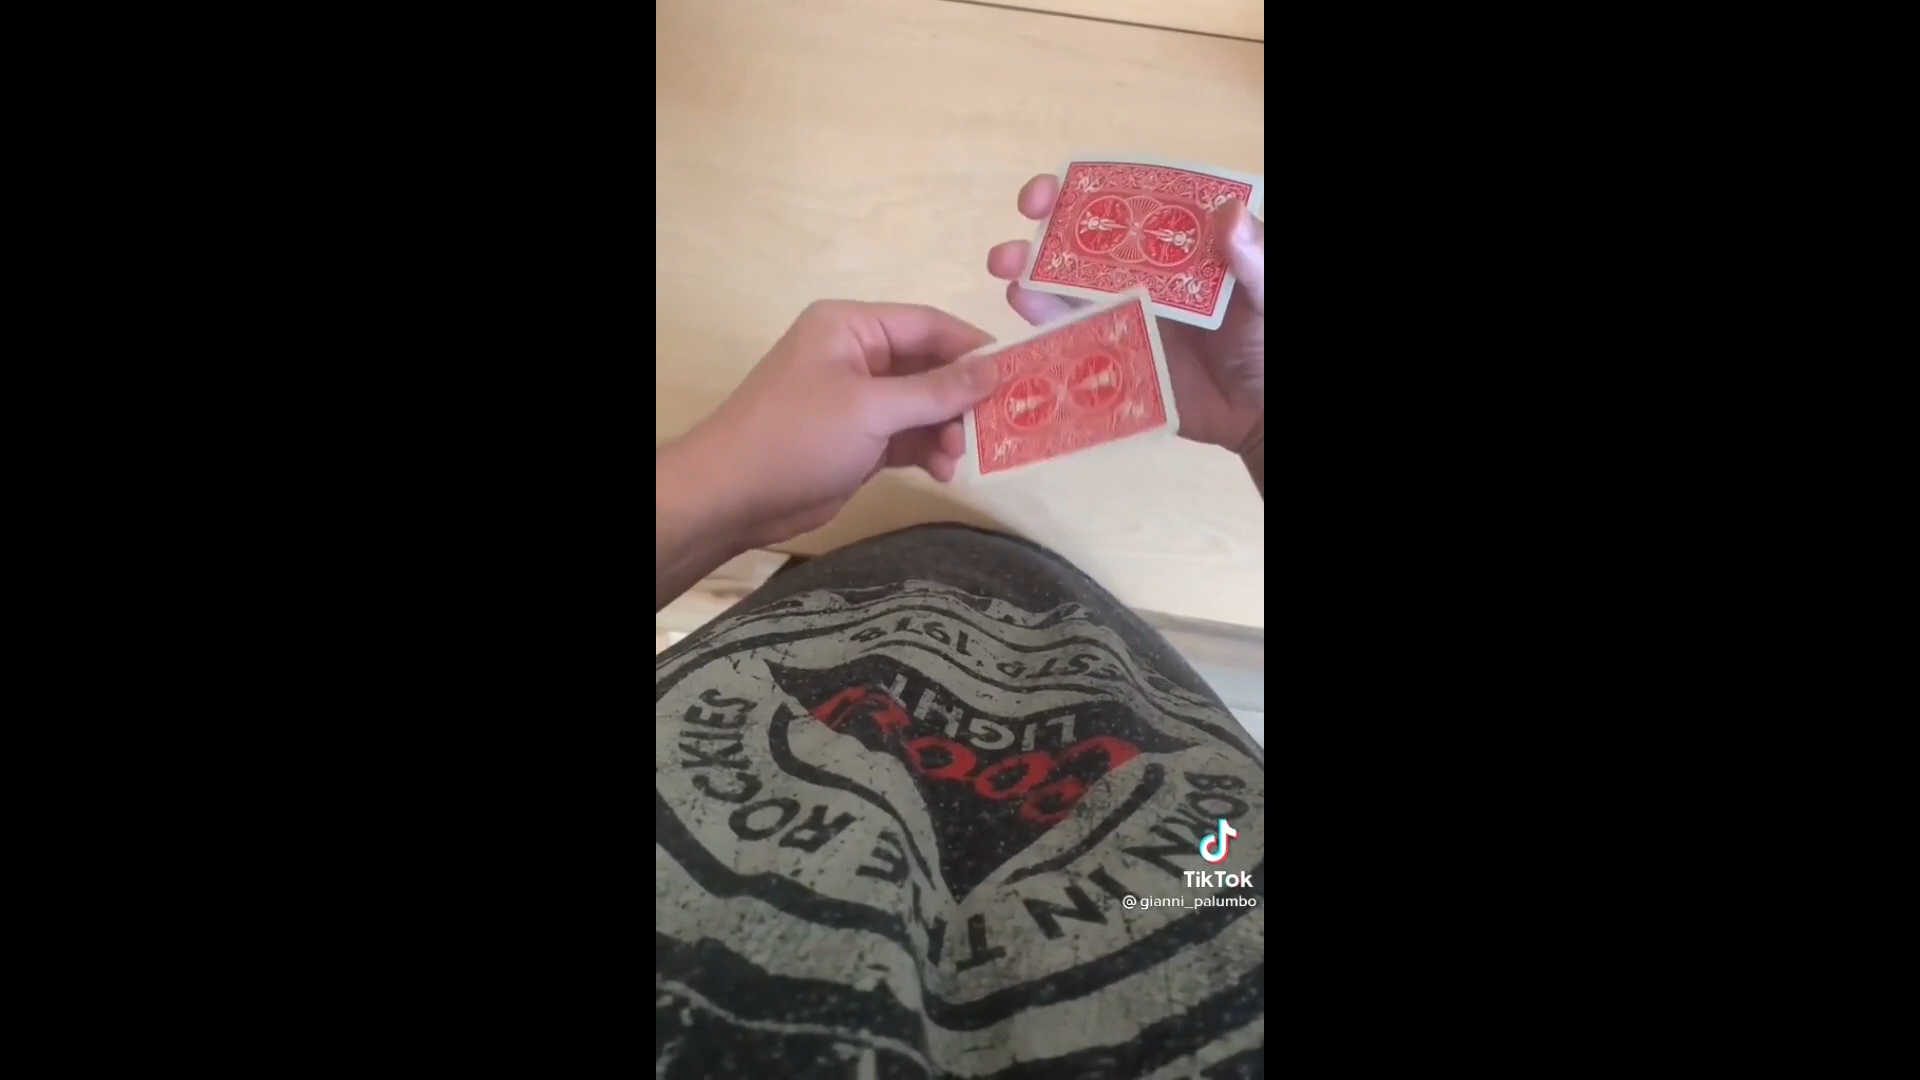 ESTD. 1978
LIGHT
Coors
BORN IN THE ROCKIES
TikTok
@gianni_palumbo